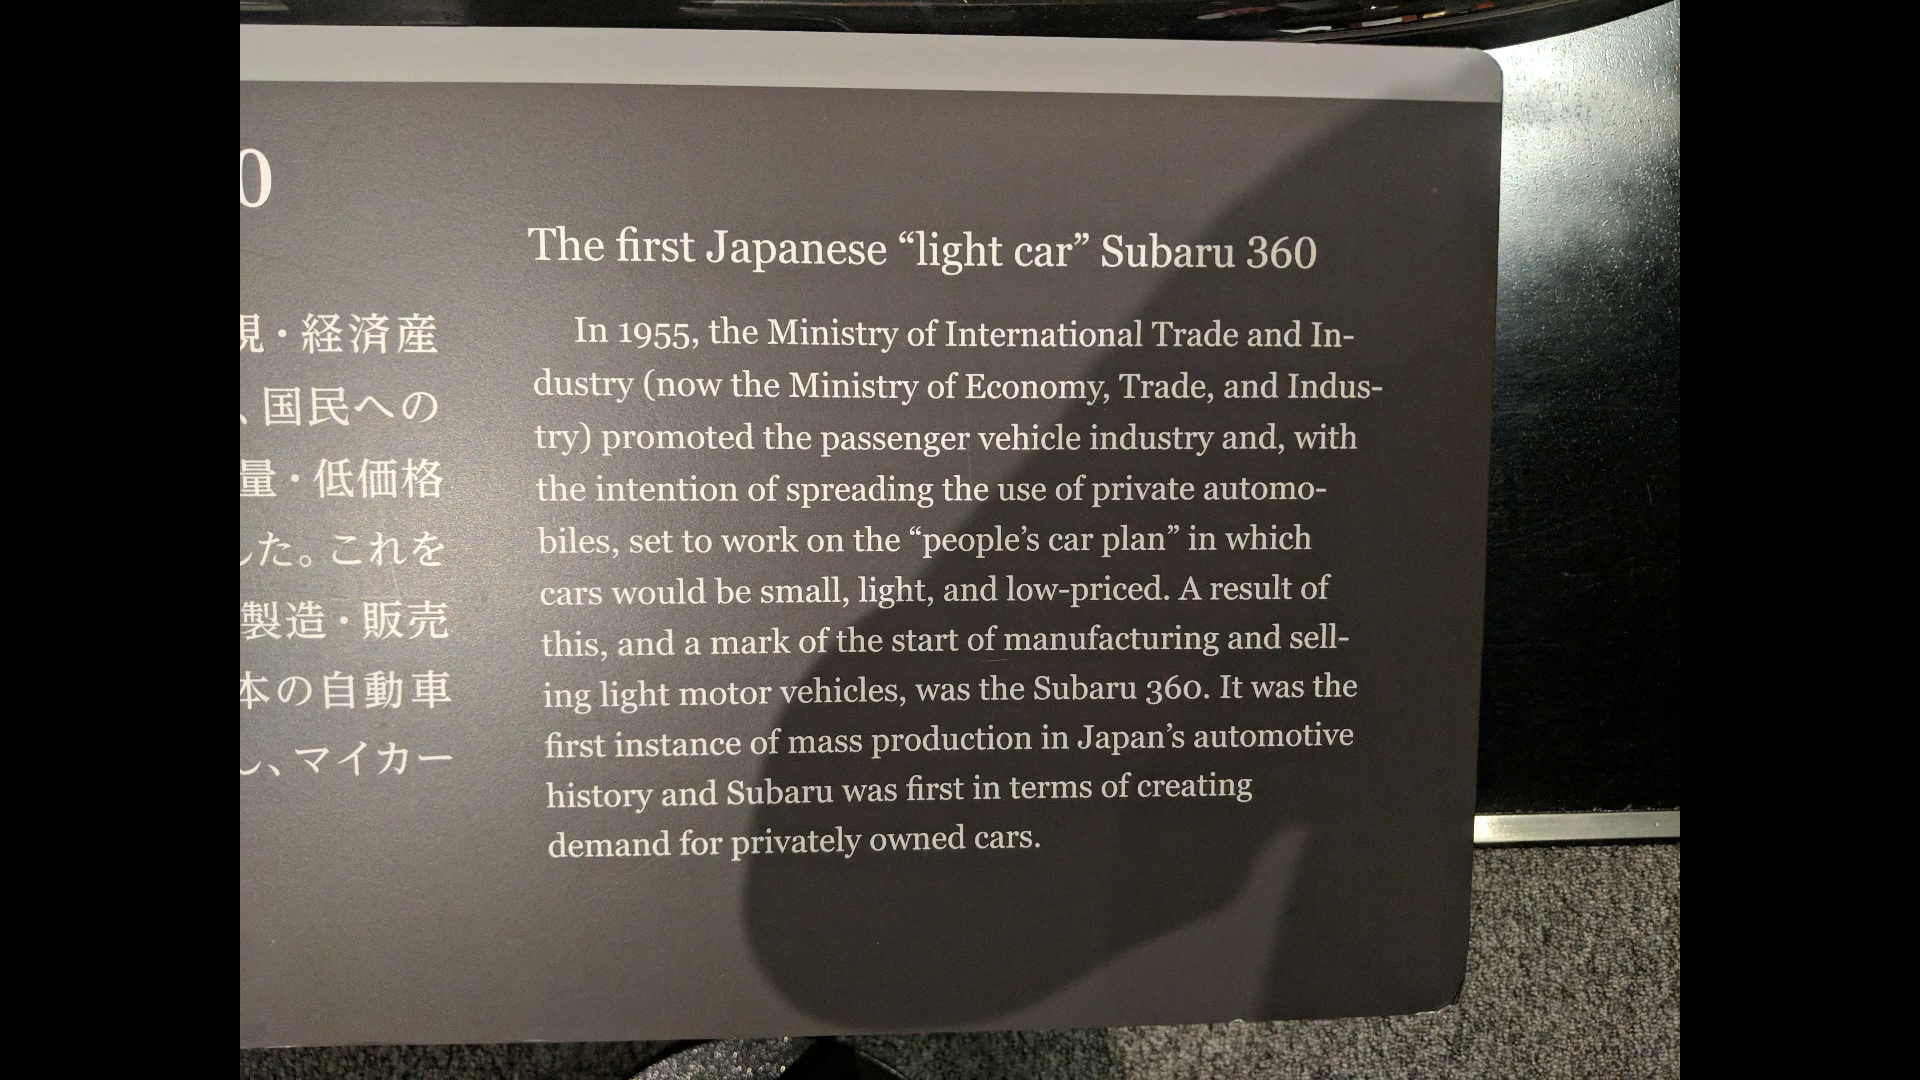 0
・経済産
、国民への
量・低価格
した。これを
製造・販売
本の自動車
し、マイカー
The first Japanese “light car” Subaru 360
In 1955, the Ministry of International Trade and In-
dustry (now the Ministry of Economy, Trade, and Indus-
try) promoted the passenger vehicle industry and, with
the intention of spreading the use of private automo-
biles, set to work on the “people’s car plan” in which
cars would be small, light, and low-priced. A result of
this, and a mark of the start of manufacturing and sell-
ing light motor vehicles, was the Subaru 360. It was the
first instance of mass production in Japan’s automotive
history and Subaru was first in terms of creating
demand for privately owned cars.